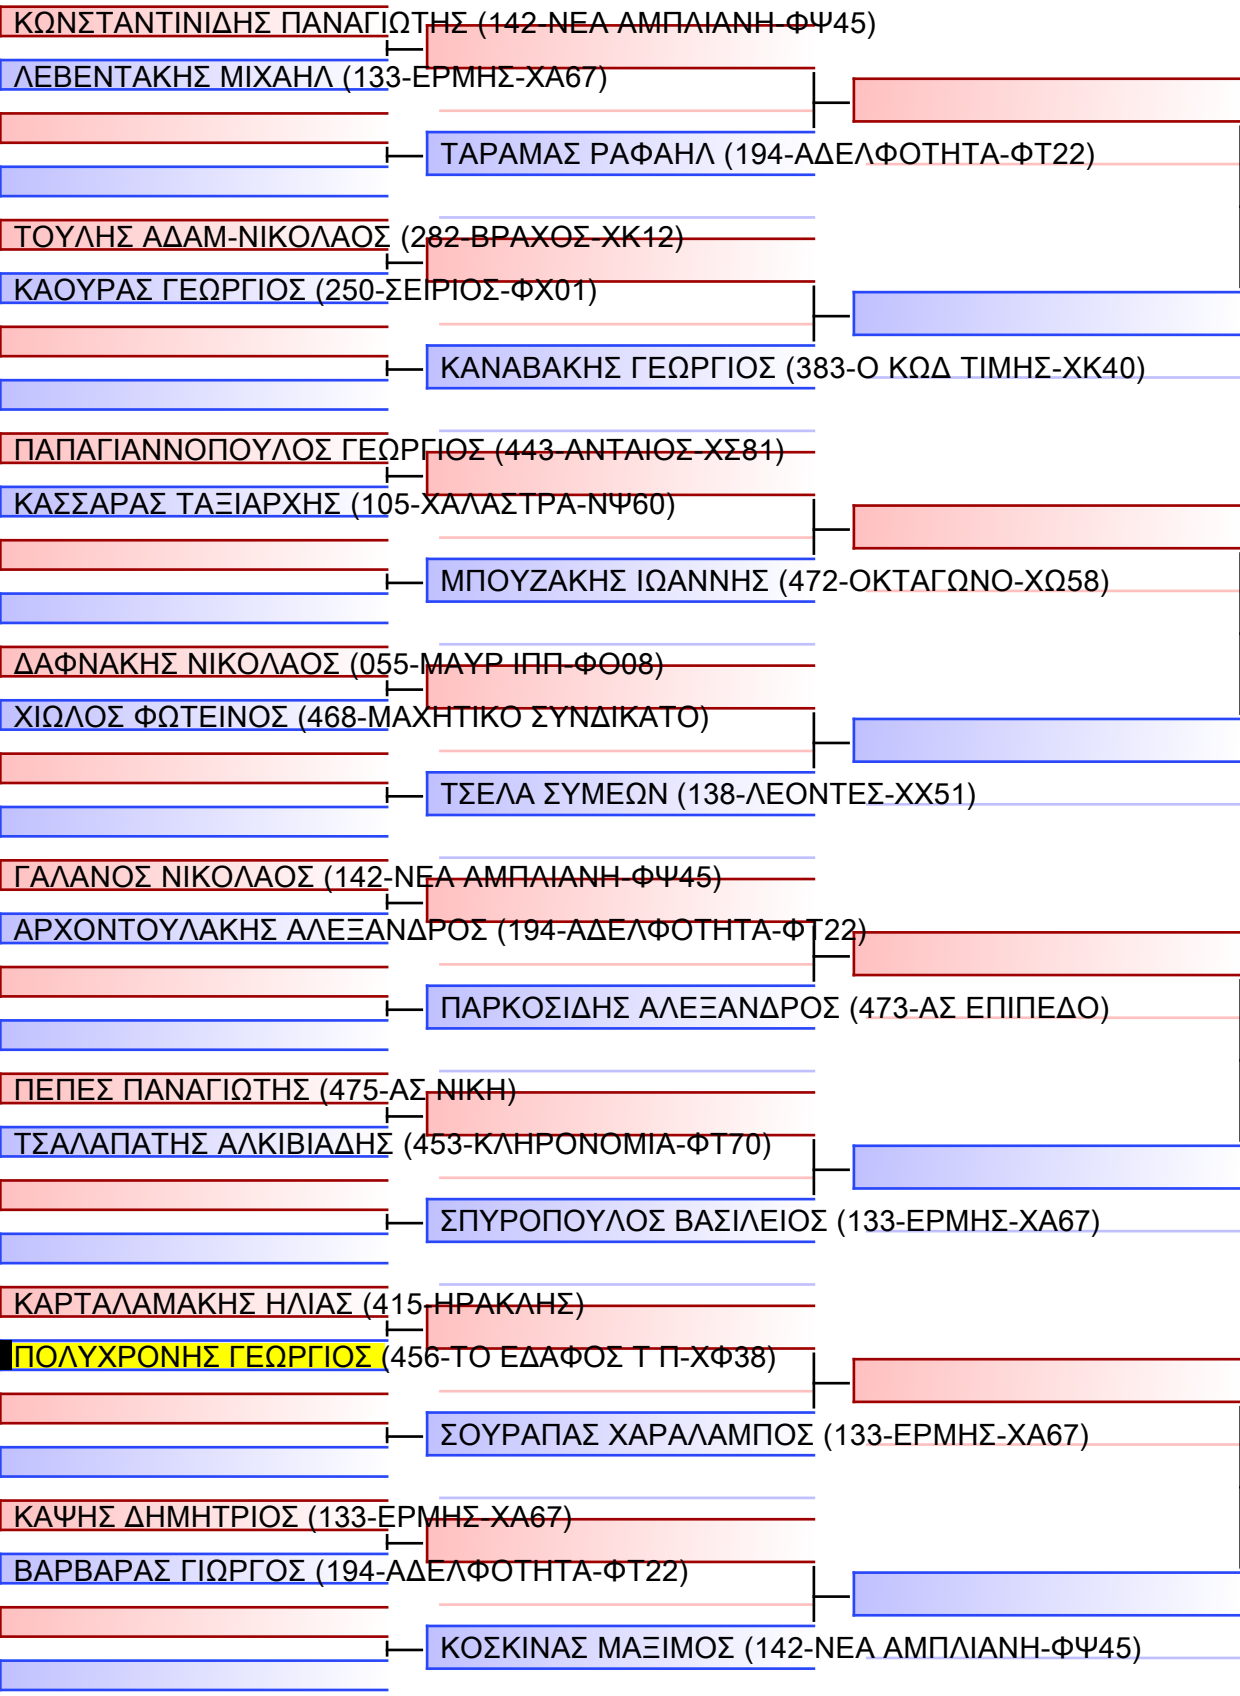 ΚΩΝΣΤΑΝΤΙΝΙΔΗΣ ΠΑΝΑΓΙΩΤΗΣ (142-ΝΕΑ ΑΜΠΛΙΑΝΗ-ΦΨ45)
ΛΕΒΕΝΤΑΚΗΣ ΜΙΧΑΗΛ (133-ΕΡΜΗΣ-ΧΑ67)
ΤΑΡΑΜΑΣ ΡΑΦΑΗΛ (194-ΑΔΕΛΦΟΤΗΤΑ-ΦΤ22)
ΤΟΥΛΗΣ ΑΔΑΜ-ΝΙΚΟΛΑΟΣ (282-ΒΡΑΧΟΣ-ΧΚ12)
ΚΑΟΥΡΑΣ ΓΕΩΡΓΙΟΣ (250-ΣΕΙΡΙΟΣ-ΦΧ01)
ΚΑΝΑΒΑΚΗΣ ΓΕΩΡΓΙΟΣ (383-Ο ΚΩΔ ΤΙΜΗΣ-ΧΚ40)
ΠΑΠΑΓΙΑΝΝΟΠΟΥΛΟΣ ΓΕΩΡΓΙΟΣ (443-ΑΝΤΑΙΟΣ-ΧΣ81)
ΚΑΣΣΑΡΑΣ ΤΑΞΙΑΡΧΗΣ (105-ΧΑΛΑΣΤΡΑ-ΝΨ60)
ΜΠΟΥΖΑΚΗΣ ΙΩΑΝΝΗΣ (472-ΟΚΤΑΓΩΝΟ-ΧΩ58)
ΔΑΦΝΑΚΗΣ ΝΙΚΟΛΑΟΣ (055-ΜΑΥΡ ΙΠΠ-ΦΟ08)
ΧΙΩΛΟΣ ΦΩΤΕΙΝΟΣ (468-ΜΑΧΗΤΙΚΟ ΣΥΝΔΙΚΑΤΟ)
ΤΣΕΛΑ ΣΥΜΕΩΝ (138-ΛΕΟΝΤΕΣ-ΧΧ51)
ΓΑΛΑΝΟΣ ΝΙΚΟΛΑΟΣ (142-ΝΕΑ ΑΜΠΛΙΑΝΗ-ΦΨ45)
ΑΡΧΟΝΤΟΥΛΑΚΗΣ ΑΛΕΞΑΝΔΡΟΣ (194-ΑΔΕΛΦΟΤΗΤΑ-ΦΤ22)
ΠΑΡΚΟΣΙΔΗΣ ΑΛΕΞΑΝΔΡΟΣ (473-ΑΣ ΕΠΙΠΕΔΟ)
ΠΕΠΕΣ ΠΑΝΑΓΙΩΤΗΣ (475-ΑΣ ΝΙΚΗ)
ΤΣΑΛΑΠΑΤΗΣ ΑΛΚΙΒΙΑΔΗΣ (453-ΚΛΗΡΟΝΟΜΙΑ-ΦΤ70)
ΣΠΥΡΟΠΟΥΛΟΣ ΒΑΣΙΛΕΙΟΣ (133-ΕΡΜΗΣ-ΧΑ67)
ΚΑΡΤΑΛΑΜΑΚΗΣ ΗΛΙΑΣ (415-ΗΡΑΚΛΗΣ)
ΠΟΛΥΧΡΟΝΗΣ ΓΕΩΡΓΙΟΣ (456-ΤΟ ΕΔΑΦΟΣ Τ Π-ΧΦ38)
ΣΟΥΡΑΠΑΣ ΧΑΡΑΛΑΜΠΟΣ (133-ΕΡΜΗΣ-ΧΑ67)
ΚΑΨΗΣ ΔΗΜΗΤΡΙΟΣ (133-ΕΡΜΗΣ-ΧΑ67)
ΒΑΡΒΑΡΑΣ ΓΙΩΡΓΟΣ (194-ΑΔΕΛΦΟΤΗΤΑ-ΦΤ22)
ΚΟΣΚΙΝΑΣ ΜΑΞΙΜΟΣ (142-ΝΕΑ ΑΜΠΛΙΑΝΗ-ΦΨ45)